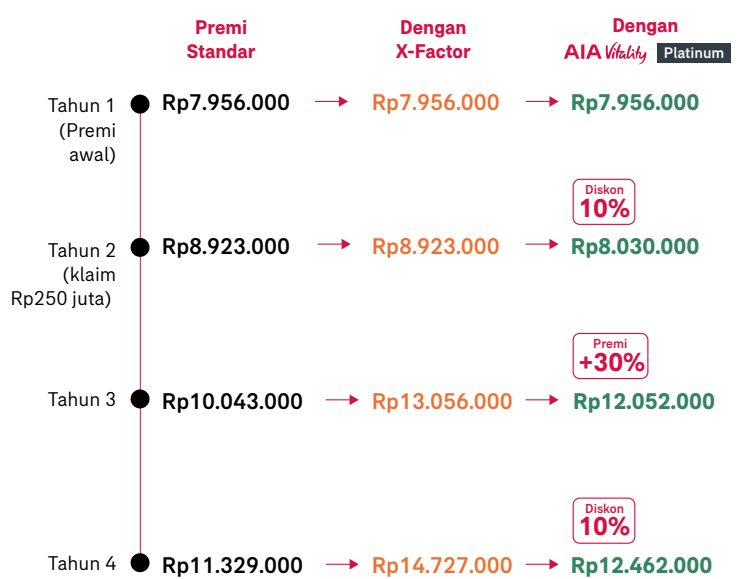 Premi
Standar
Dengan
X-Factor
Dengan
AIA Vitality Platinum
Tahun 1
(Premi
awal)
Rp7.956.000
Rp7.956.000
Rp7.956.000
Diskon
10%
Tahun 2
(klaim
Rp250 juta)
Rp8.923.000
Rp8.923.000
Rp8.030.000
Premi
+30%
Tahun 3
Rp10.043.000
Rp13.056.000
Rp12.052.000
Diskon
10%
Tahun 4
Rp11.329.000
Rp14.727.000
Rp12.462.000